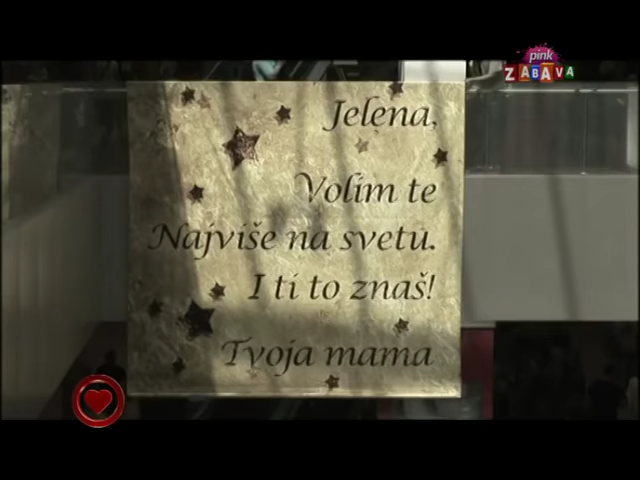 pink
ZABAVA
Jelena,
Volim te
Najviše na svetu.
I ti to znaš!
Tvoja mama